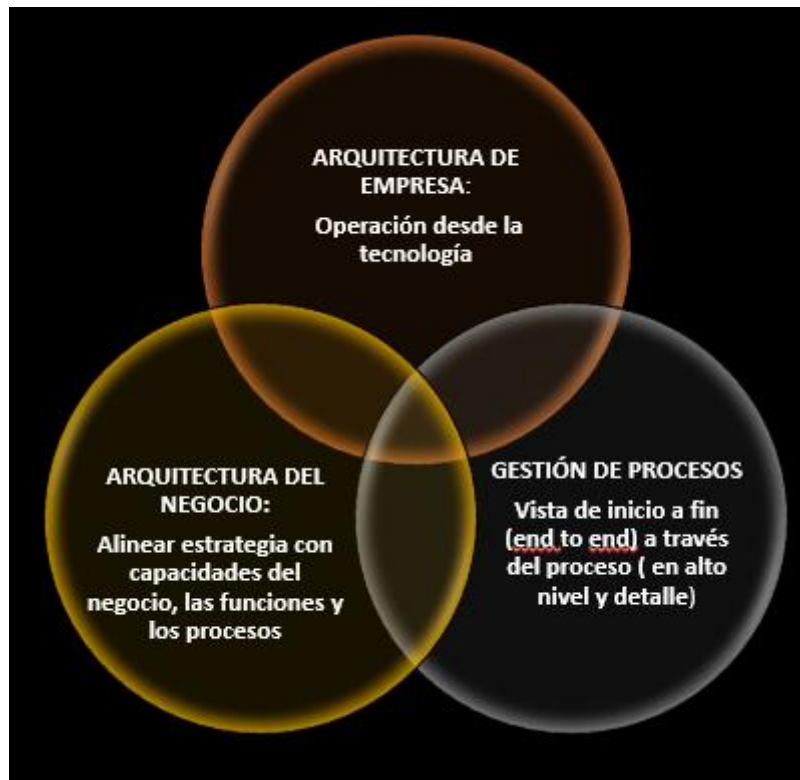 ARQUITECTURA DE
EMPRESA:
Operación desde la
tecnología
ARQUITECTURA DEL
NEGOCIO:
Alinear estrategia con
capacidades del
negocio, las funciones y
los procesos
GESTIÓN DE PROCESOS
Vista de inicio a fin
(end to end) a través
del proceso ( en alto
nivel y detalle)